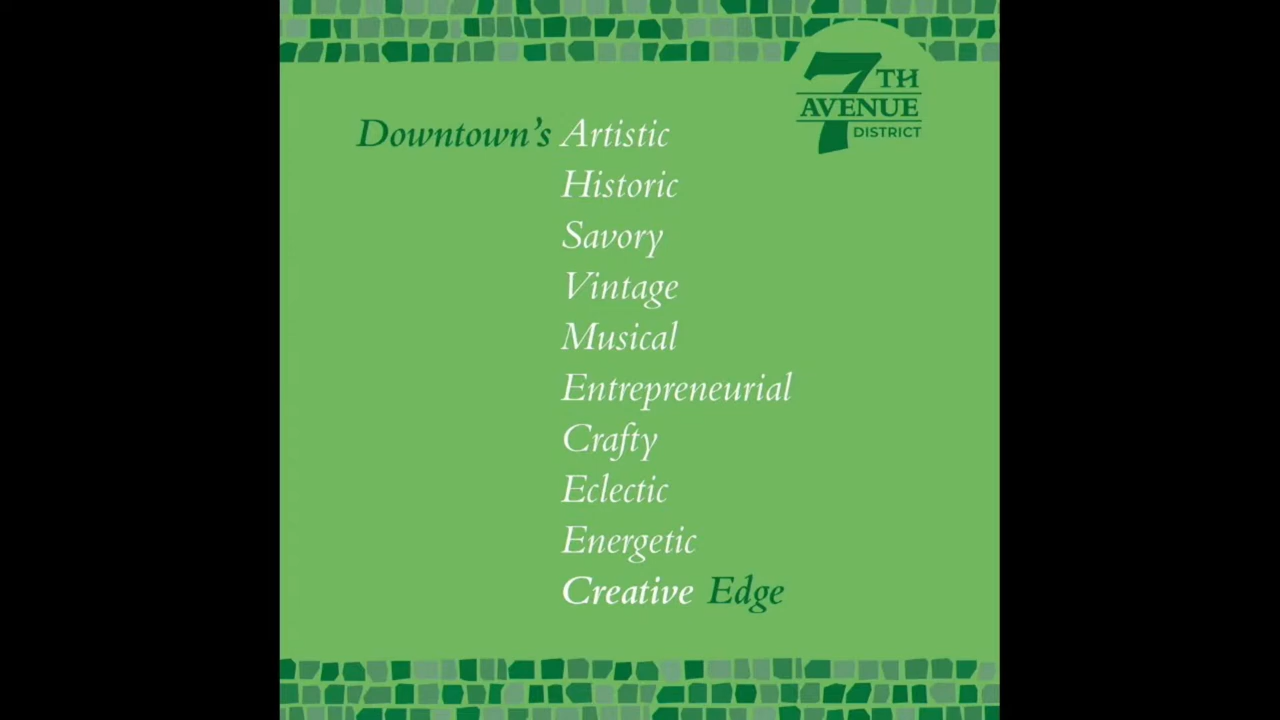 7TH
AVENUE
DISTRICT
Downtown's Artistic
Historic
Savory
Vintage
Musical
Entrepreneurial
Crafty
Eclectic
Energetic
Creative Edge